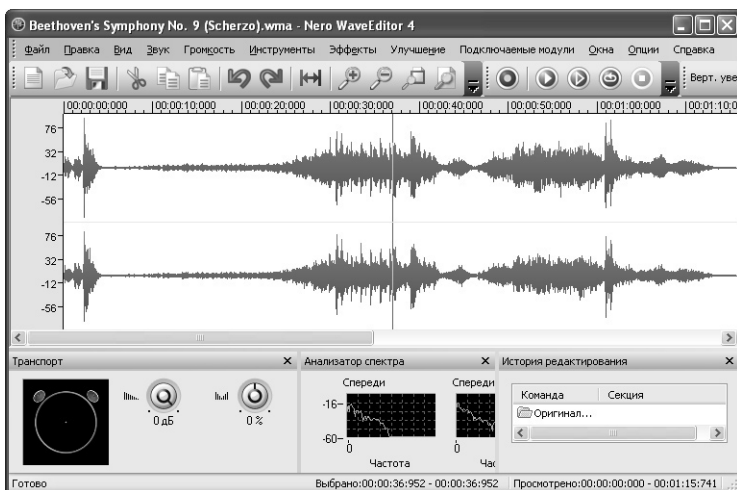 Beethoven's Symphony No. 9 (Scherzo).wma - Nero WaveEditor 4
Файл Правка Вид Звук Громкость Инструменты Эффекты Улучшение Подключаемые модули Окна Опции Справка
Верт. уве
00:00:00:000 00:00:10:000 00:00:20:000 00:00:30:000 00:00:40:000 00:00:50:000 00:01:00:000 00:01:10:0
76
32
-12
-56
76
32
-12
-56
Транспорт
Анализатор спектра
История редактирования
0 дБ
0 %
Спереди Спереди
-16
-60
0 0
Частота Час
Команда Секция
Оригинал...
Готово
Выбрано:00:00:36:952 - 00:00:36:952
Просмотрено:00:00:00:000 - 00:01:15:741